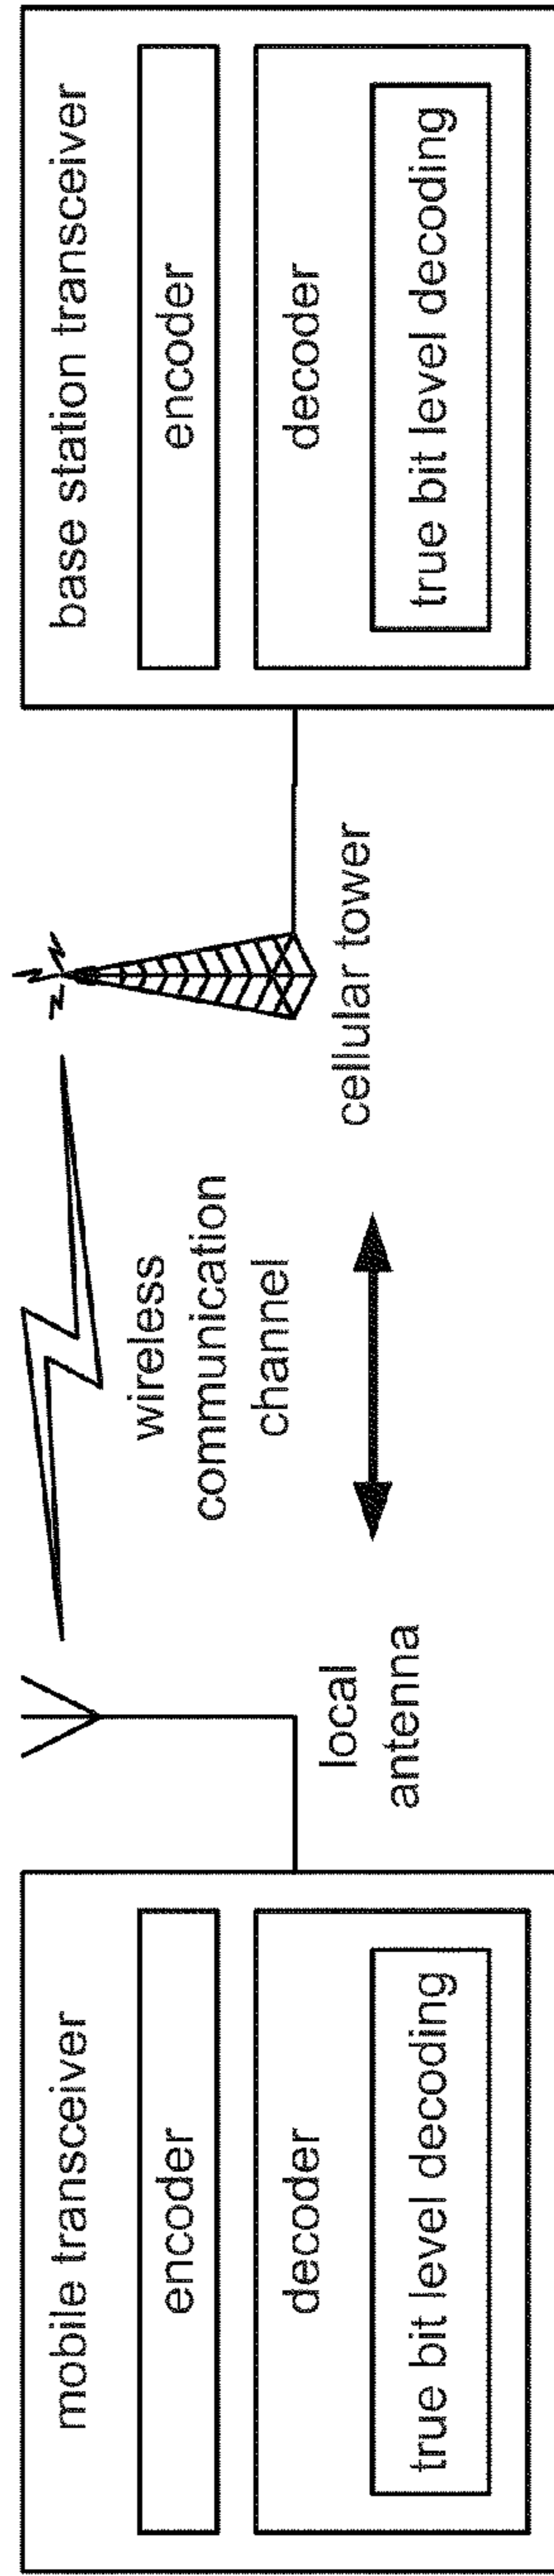 mobile transceiver
encoder
decoder
true bit level decoding
local
antenna
wireless
communication
channel
cellular tower
base station transceiver
encoder
decoder
true bit level decoding